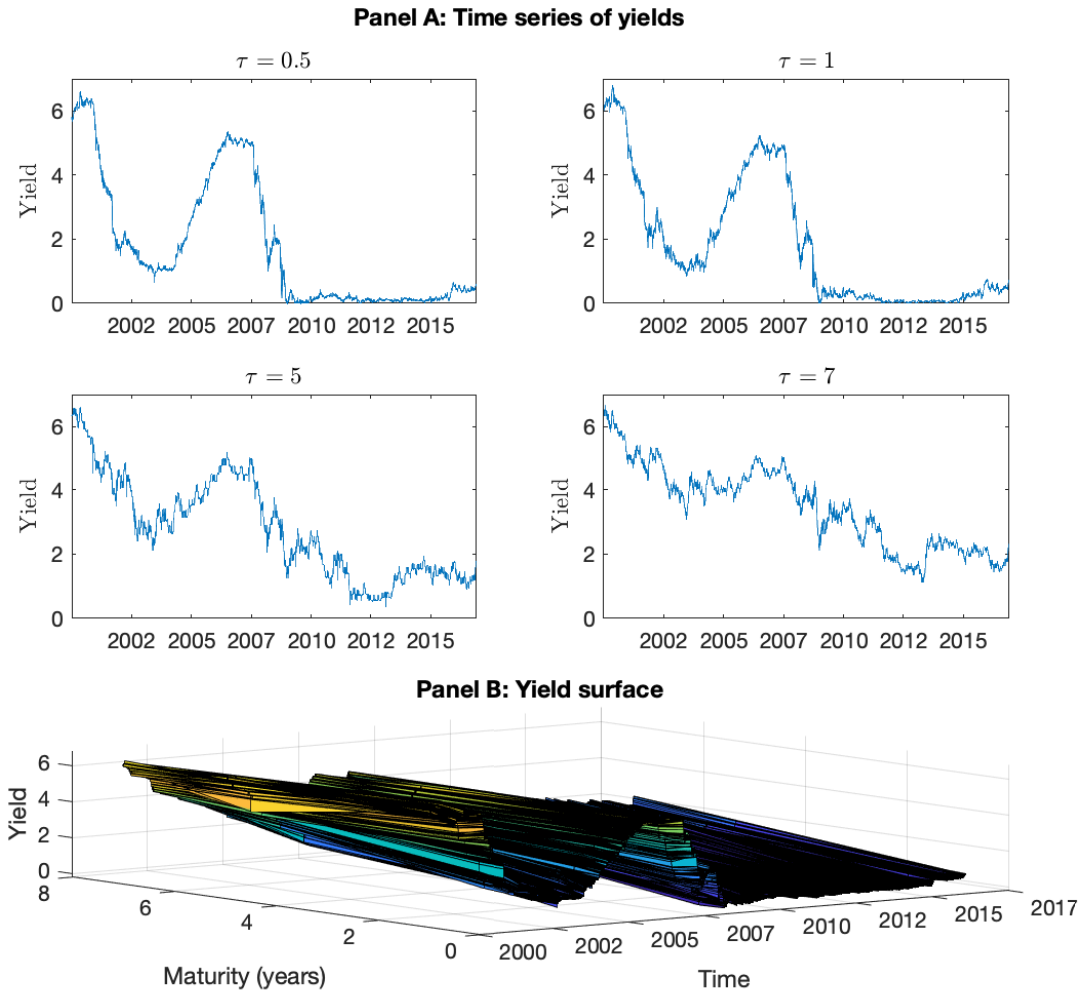 Panel A: Time series of yields
τ = 0.5
τ = 1
Yield
6
4
2
0
2002 2005 2007 2010 2012 2015
Yield
6
4
2
0
2002 2005 2007 2010 2012 2015
τ = 5
τ = 7
Yield
6
4
2
0
2002 2005 2007 2010 2012 2015
Yield
6
4
2
0
2002 2005 2007 2010 2012 2015
Panel B: Yield surface
Yield
6
4
2
0
8
6
4
2
0
2000
2002
2005
2007
2010
2012
2015
2017
Maturity (years)
Time